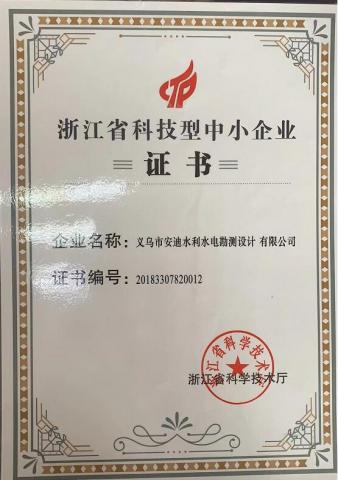 浙江省科技型中小企业
证书
企业名称：义乌市安迪水利水电勘测设计 有限公司
证书编号：20183307820012
浙江省科学技术厅
浙江省科学技术厅